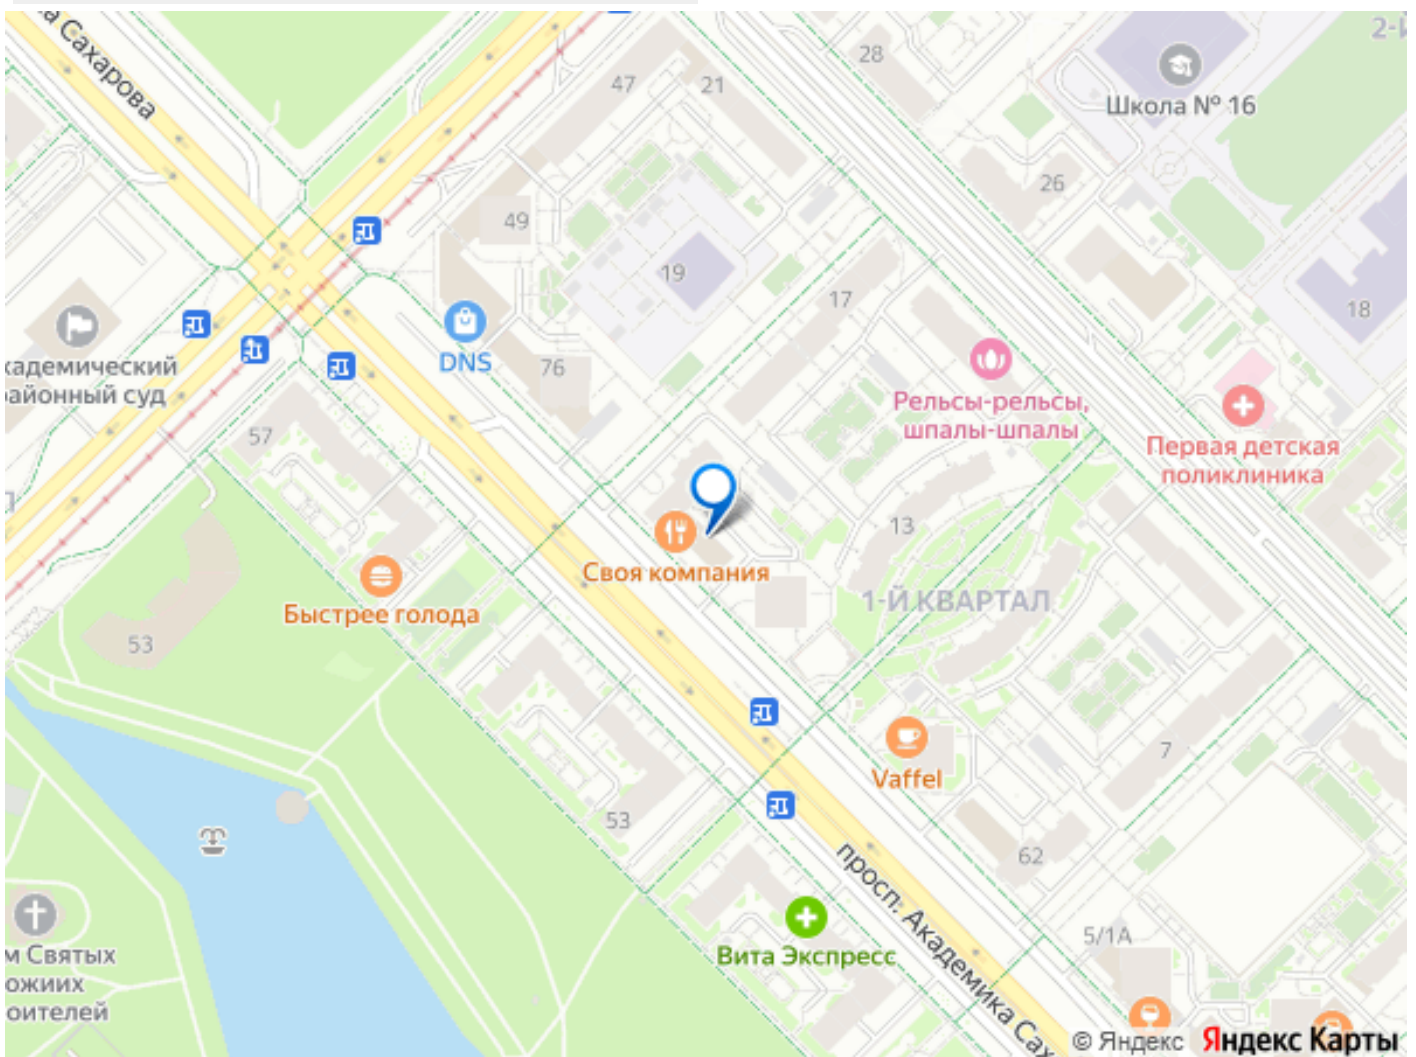 ка Сахарова
47
21
28
2-й
Школа № 16
26
49
19
17
18
кадемический
районный суд
DNS
76
Рельсы-рельсы,
шпалы-шпалы
Первая детская
поликлиника
57
13
Своя компания
1-Й КВАРТАЛ
Быстрее голода
53
7
Vaffel
53
62
просп. Академика Сах
5/1А
Вита Экспресс
м Святых
ожиих
оителей
© Яндекс Яндекс Карты